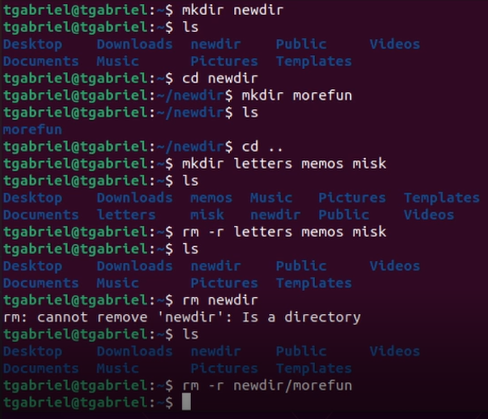 tgabriel@tgabriel:~$ mkdir newdir
tgabriel@tgabriel:~$ ls
Desktop    Downloads  newdir    Public     Videos
Documents  Music      Pictures  Templates
tgabriel@tgabriel:~$ cd newdir
tgabriel@tgabriel:~/newdir$ mkdir morefun
tgabriel@tgabriel:~/newdir$ ls
morefun
tgabriel@tgabriel:~/newdir$ cd ..
tgabriel@tgabriel:~$ mkdir letters memos misk
tgabriel@tgabriel:~$ ls
Desktop    Downloads  memos  Music   Pictures  Templates
Documents  letters    misk   newdir  Public    Videos
tgabriel@tgabriel:~$ rm -r letters memos misk
tgabriel@tgabriel:~$ ls
Desktop    Downloads  newdir    Public     Videos
Documents  Music      Pictures  Templates
tgabriel@tgabriel:~$ rm newdir
rm: cannot remove 'newdir': Is a directory
tgabriel@tgabriel:~$ ls
Desktop    Downloads  newdir    Public     Videos
Documents  Music      Pictures  Templates
tgabriel@tgabriel:~$ rm -r newdir/morefun
tgabriel@tgabriel:~$